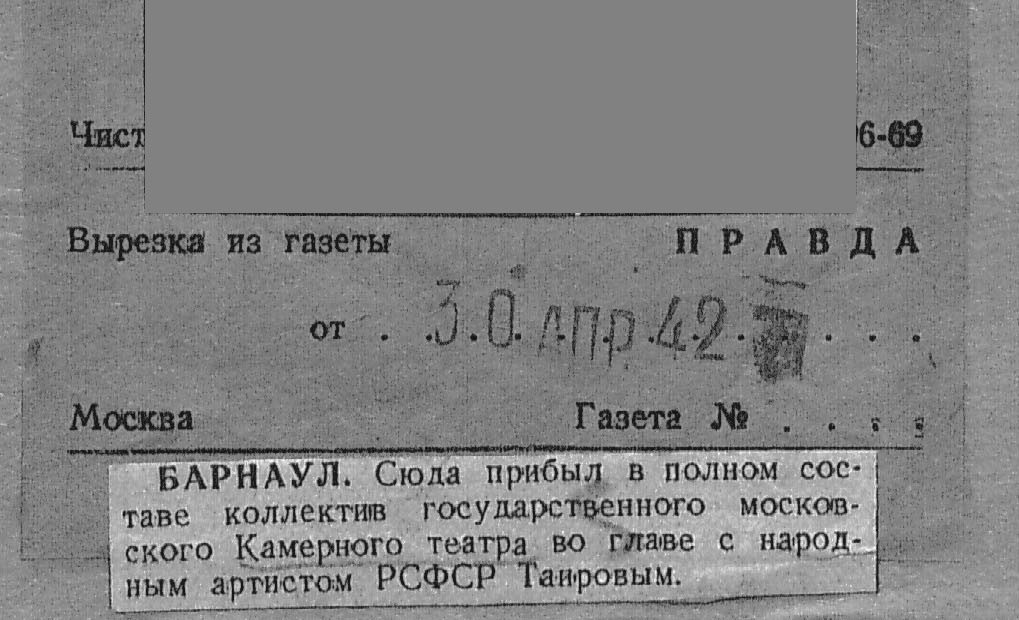 6-69
Вырезка из газеты ПРАВДА
от . . 30 АПР 42 . . . .
Москва Газета № . . . .
БАРНАУЛ. Сюда прибыл в полном сос-
таве коллектив государственного москов-
ского Камерного театра во главе с народ-
ным артистом РСФСР Таировым.